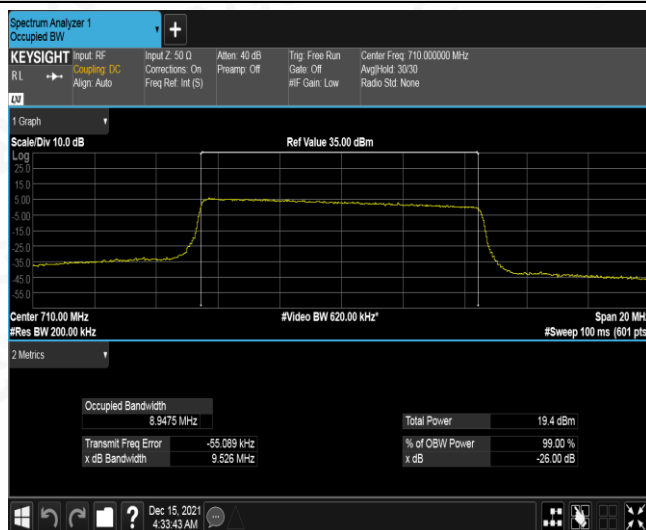 Spectrum Analyzer 1
Occupied BW
KEYSIGHT
RL
Input: RF
Coupling: DC
Align: Auto
Input Z: 50 Ω
Corrections: On
Freq Ref: Int (S)
Atten: 40 dB
Preamp: Off
Trig: Free Run
Gate: Off
#IF Gain: Low
Center Freq: 710.000000 MHz
Avg|Hold: 30/30
Radio Std: None
1 Graph
Scale/Div 10.0 dB
Ref Value 35.00 dBm
Log
25.0
15.0
5.00
-5.00
-15.0
-25.0
-35.0
-45.0
-55.0
Center 710.00 MHz
#Video BW 620.00 kHz*
Span 20 MHz
#Res BW 200.00 kHz
#Sweep 100 ms (601 pts
2 Metrics
Occupied Bandwidth
8.9475 MHz
Total Power 19.4 dBm
Transmit Freq Error -55.089 kHz
% of OBW Power 99.00 %
x dB Bandwidth 9.526 MHz
x dB -26.00 dB
Dec 15, 2021
4:33:43 AM